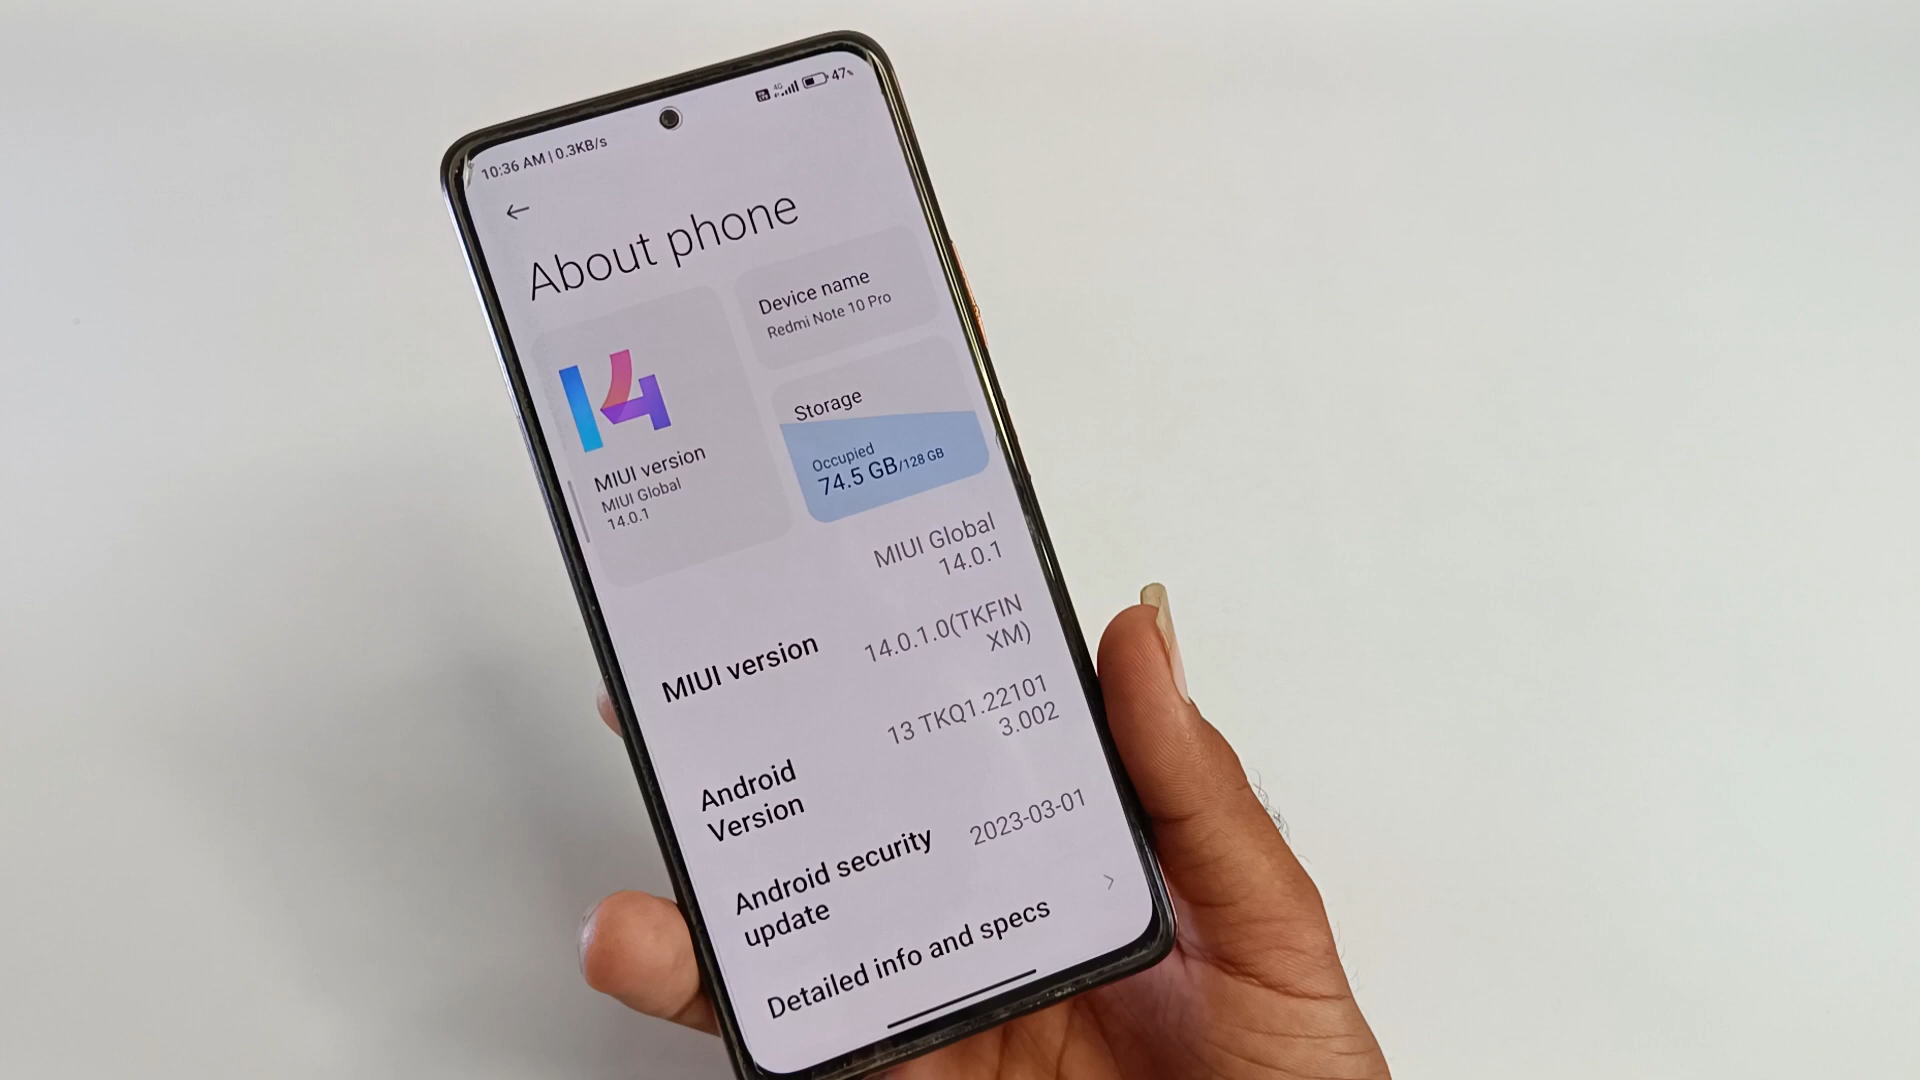 10:36 AM | 0.3KB/s
4G
47%
About phone
14
MIUI version
MIUI Global
14.0.1
Device name
Redmi Note 10 Pro
Storage
Occupied
74.5 GB/128 GB
MIUI Global
14.0.1
MIUI version
14.0.1.0(TKFIN
XM)
Android
Version
13 TKQ1.22101
3.002
Android security
update
2023-03-01
Detailed info and specs